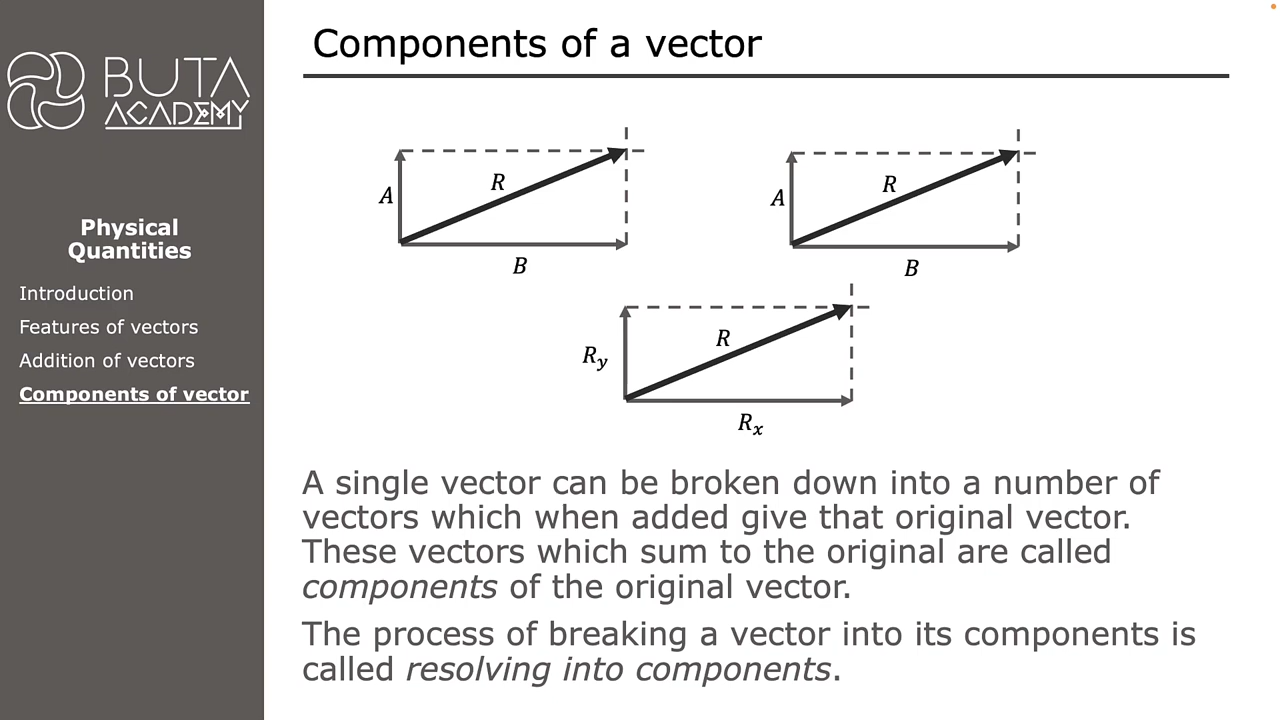 BUTA
ACADEMY
Physical
Quantities
Introduction
Features of vectors
Addition of vectors
Components of vector
Components of a vector
A
R
B
A
R
B
R_y
R
R_x
A single vector can be broken down into a number of
vectors which when added give that original vector.
These vectors which sum to the original are called
components of the original vector.
The process of breaking a vector into its components is
called resolving into components.